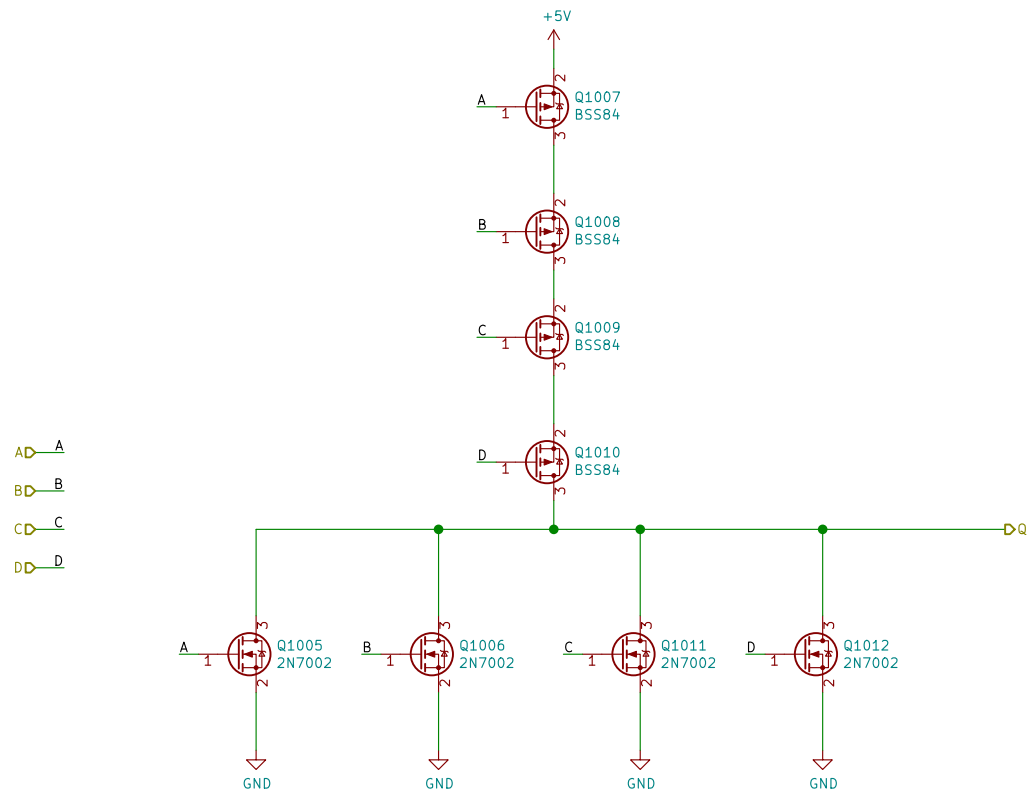 +5V
2
A
1
Q1007
BSS84
3
2
B
1
Q1008
BSS84
3
2
C
1
Q1009
BSS84
3
2
D
1
Q1010
BSS84
3
A A
B B
C C
D D
Q
3
A
1
Q1005
2N7002
2
GND
3
B
1
Q1006
2N7002
2
GND
3
C
1
Q1011
2N7002
2
GND
3
D
1
Q1012
2N7002
2
GND